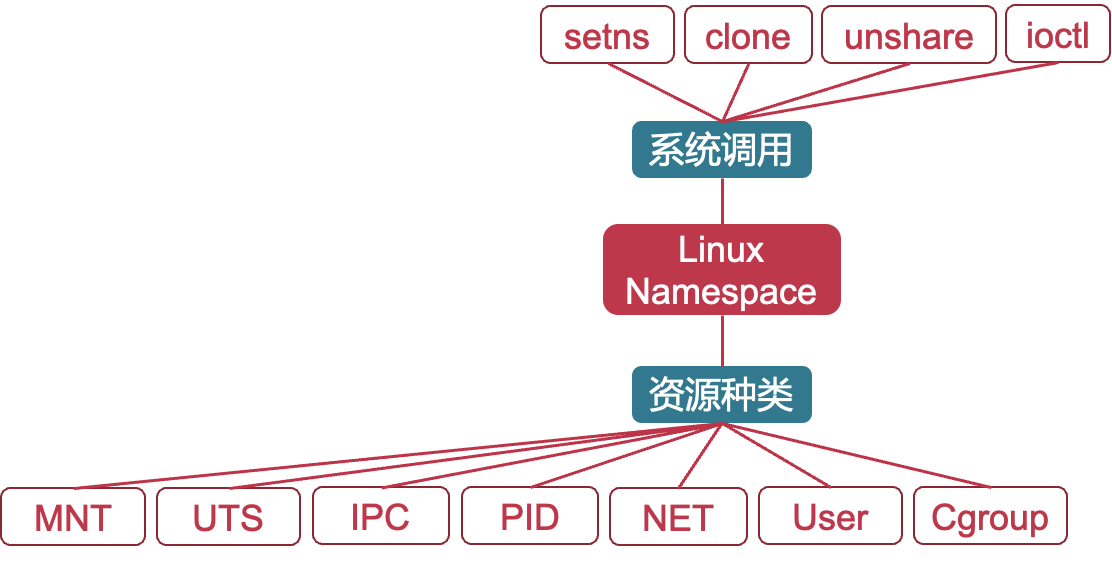 setns
clone
unshare
ioctl
系统调用
Linux
Namespace
资源种类
MNT
UTS
IPC
PID
NET
User
Cgroup